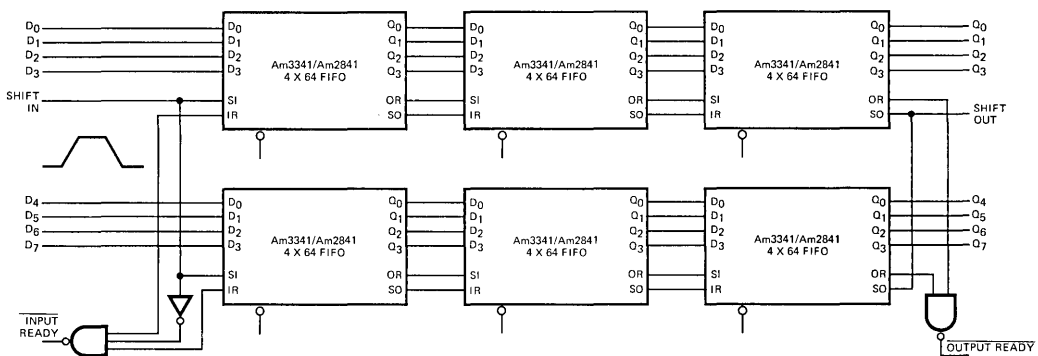 D0
D1
D2
D3
SHIFT
IN
D0
D1
D2
D3
SI
IR
Am3341/Am2841
4 X 64 FIFO
Q0
Q1
Q2
Q3
OR
SO
D0
D1
D2
D3
SI
IR
Am3341/Am2841
4 X 64 FIFO
Q0
Q1
Q2
Q3
OR
SO
D0
D1
D2
D3
SI
IR
Am3341/Am2841
4 X 64 FIFO
Q0
Q1
Q2
Q3
OR
SO
Q0
Q1
Q2
Q3
SHIFT
OUT
D4
D5
D6
D7
D0
D1
D2
D3
SI
IR
Am3341/Am2841
4 X 64 FIFO
Q0
Q1
Q2
Q3
OR
SO
D0
D1
D2
D3
SI
IR
Am3341/Am2841
4 X 64 FIFO
Q0
Q1
Q2
Q3
OR
SO
D0
D1
D2
D3
SI
IR
Am3341/Am2841
4 X 64 FIFO
Q0
Q1
Q2
Q3
OR
SO
Q4
Q5
Q6
Q7
INPUT
READY
OUTPUT READY